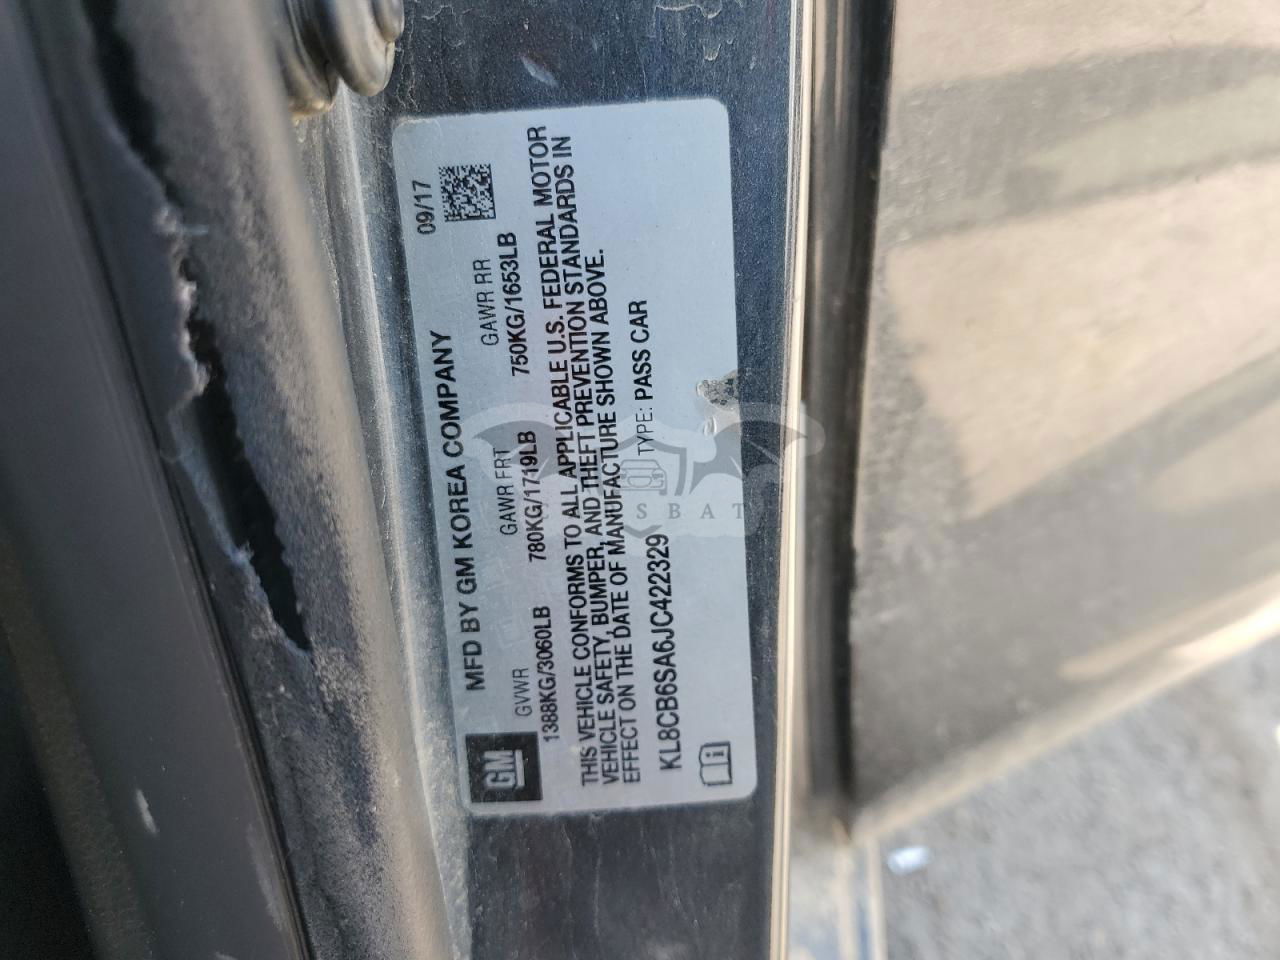 MFD BY GM KOREA COMPANY 09/17
GM
GVWR GAWR FRT GAWR RR
1388KG/3060LB 780KG/1719LB 750KG/1653LB
THIS VEHICLE CONFORMS TO ALL APPLICABLE U.S. FEDERAL MOTOR
VEHICLE SAFETY, BUMPER, AND THEFT PREVENTION STANDARDS IN
EFFECT ON THE DATE OF MANUFACTURE SHOWN ABOVE.
KL8CB6SA6JC422329 TYPE: PASS CAR